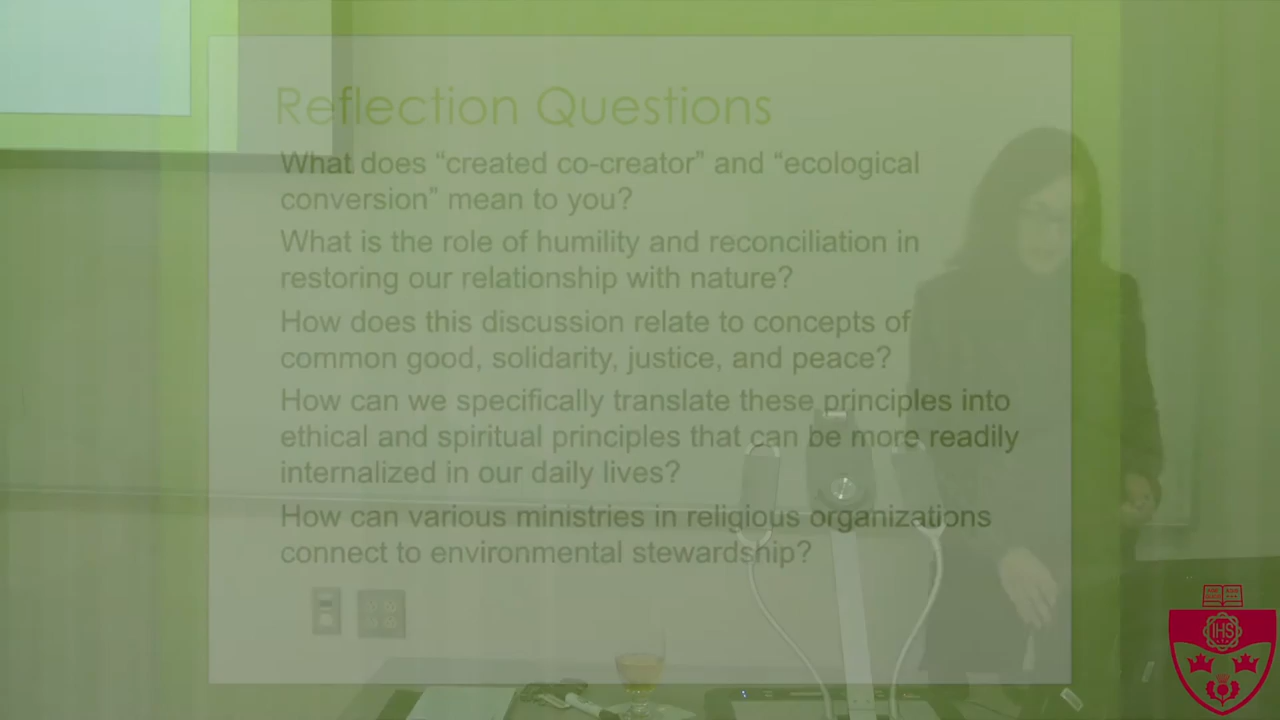 Reflection Questions
What does “created co-creator” and “ecological
conversion” mean to you?
What is the role of humility and reconciliation in
restoring our relationship with nature?
How does this discussion relate to concepts of
common good, solidarity, justice, and peace?
How can we specifically translate these principles into
ethical and spiritual principles that can be more readily
internalized in our daily lives?
How can various ministries in religious organizations
connect to environmental stewardship?
IHS